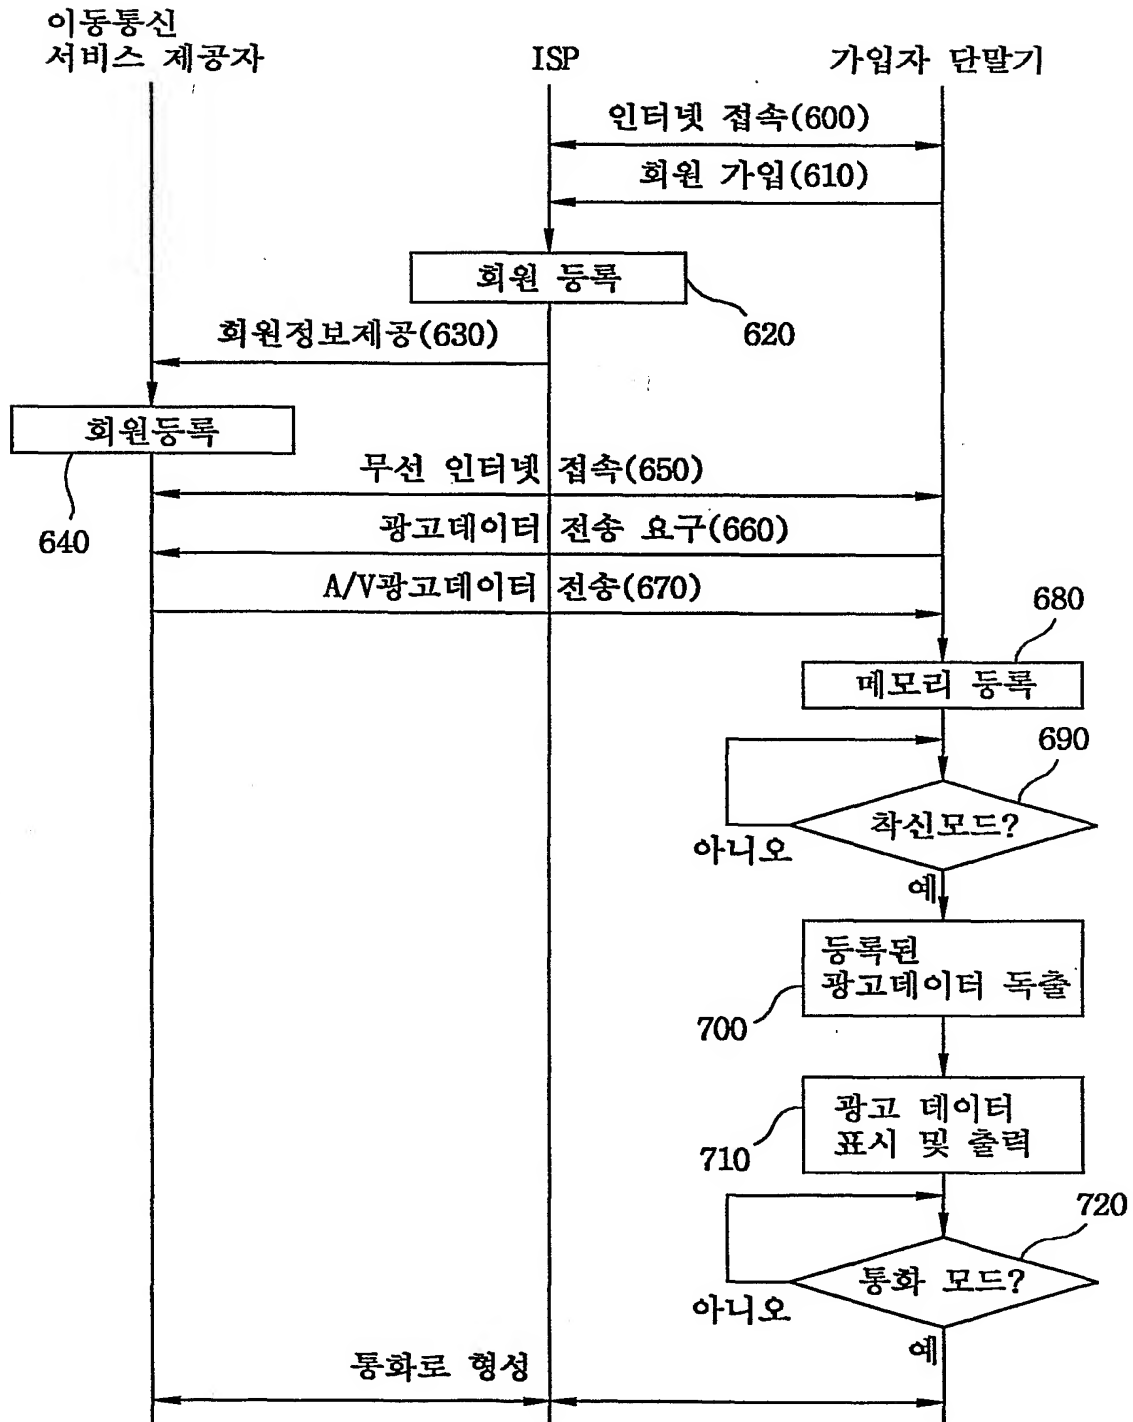 이동통신
서비스 제공자
ISP
가입자 단말기
인터넷 접속(600)
회원 가입(610)
회원 등록
620
회원정보제공(630)
회원등록
640
무선 인터넷 접속(650)
광고데이터 전송 요구(660)
A/V광고데이터 전송(670)
680
메모리 등록
690
착신모드?
아니오
예
등록된
광고데이터 독출
700
광고 데이터
표시 및 출력
710
720
통화 모드?
아니오
예
통화로 형성